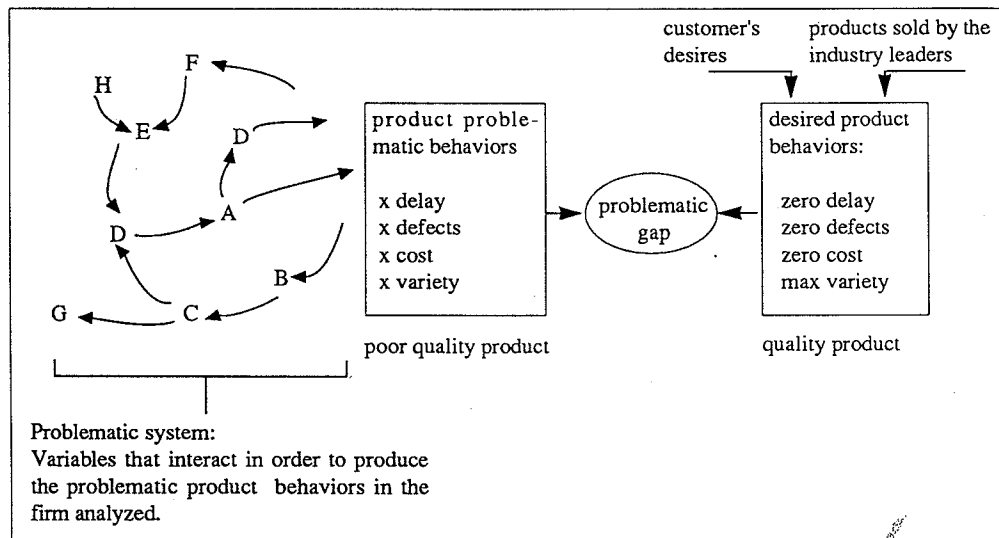 customer's
desires
products sold by the
industry leaders
H
F
E
D
D
A
B
C
G
product proble-
matic behaviors
x delay
x defects
x cost
x variety
poor quality product
problematic
gap
desired product
behaviors:
zero delay
zero defects
zero cost
max variety
quality product
Problematic system:
Variables that interact in order to produce
the problematic product behaviors in the
firm analyzed.